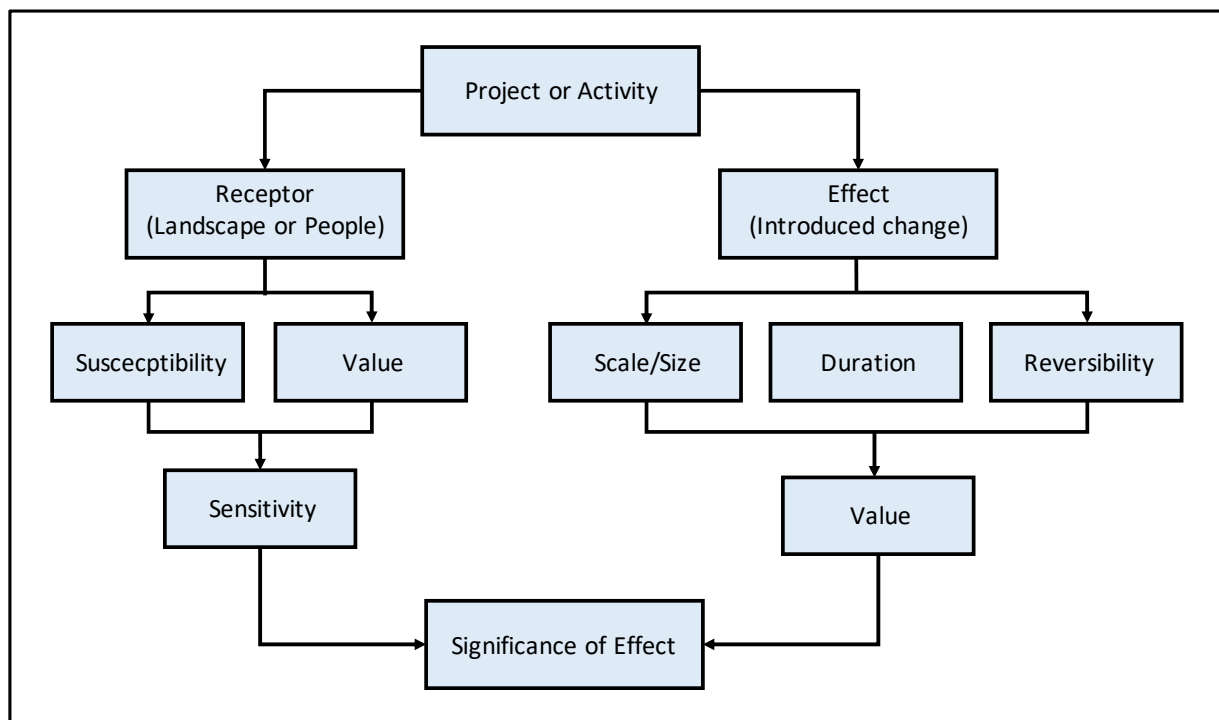 Project or Activity
Receptor
(Landscape or People)
Effect
(Introduced change)
Suscecptibility
Value
Scale/Size
Duration
Reversibility
Sensitivity
Value
Significance of Effect